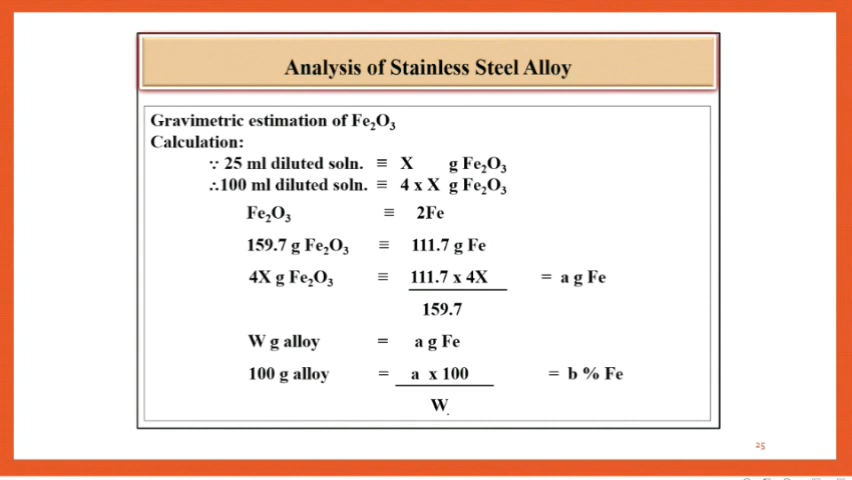 Analysis of Stainless Steel Alloy
Gravimetric estimation of Fe₂O₃
Calculation:
∵ 25 ml diluted soln. ≡ X g Fe₂O₃
∴100 ml diluted soln. ≡ 4 x X g Fe₂O₃
Fe₂O₃ ≡ 2Fe
159.7 g Fe₂O₃ ≡ 111.7 g Fe
4X g Fe₂O₃ ≡ 111.7 x 4X = a g Fe
159.7
W g alloy = a g Fe
100 g alloy = a x 100 = b % Fe
W.
25